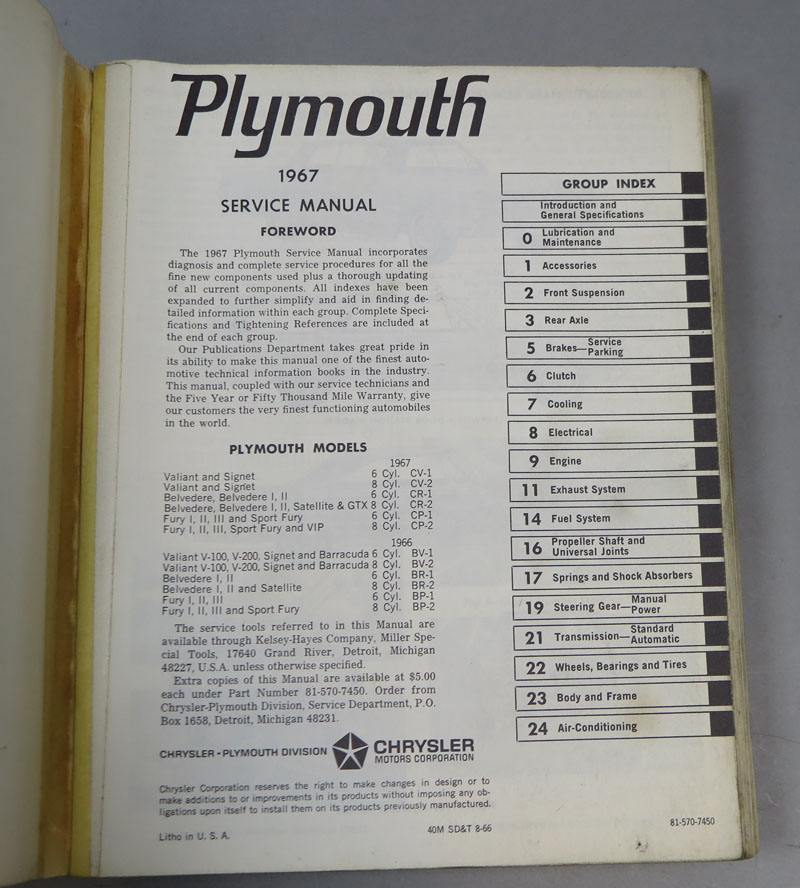 Plymouth
1967
SERVICE MANUAL
FOREWORD
The 1967 Plymouth Service Manual incorporates
diagnosis and complete service procedures for all the
fine new components used plus a thorough updating
of all current components. All indexes have been
expanded to further simplify and aid in finding de-
tailed information within each group. Complete Speci-
fications and Tightening References are included at
the end of each group.
Our Publications Department takes great pride in
its ability to make this manual one of the finest auto-
motive technical information books in the industry.
This manual, coupled with our service technicians and
the Five Year or Fifty Thousand Mile Warranty, give
our customers the very finest functioning automobiles
in the world.
PLYMOUTH MODELS
1967
Valiant and Signet 6 Cyl. CV-1
Valiant and Signet 8 Cyl. CV-2
Belvedere, Belvedere I, II 6 Cyl. CR-1
Belvedere, Belvedere I, II, Satellite & GTX 8 Cyl. CR-2
Fury I, II, III and Sport Fury 6 Cyl. CP-1
Fury I, II, III, Sport Fury and VIP 8 Cyl. CP-2
1966
Valiant V-100, V-200, Signet and Barracuda 6 Cyl. BV-1
Valiant V-100, V-200, Signet and Barracuda 8 Cyl. BV-2
Belvedere I, II 6 Cyl. BR-1
Belvedere I, II and Satellite 8 Cyl. BR-2
Fury I, II, III 6 Cyl. BP-1
Fury I, II, III and Sport Fury 8 Cyl. BP-2
The service tools referred to in this Manual are
available through Kelsey-Hayes Company, Miller Spe-
cial Tools, 17640 Grand River, Detroit, Michigan
48227, U.S.A. unless otherwise specified.
Extra copies of this Manual are available at $5.00
each under Part Number 81-570-7450. Order from
Chrysler-Plymouth Division, Service Department, P.O.
Box 1658, Detroit, Michigan 48231.
CHRYSLER-PLYMOUTH DIVISION CHRYSLER
MOTORS CORPORATION
Chrysler Corporation reserves the right to make changes in design or to
make additions to or improvements in its products without imposing any ob-
ligations upon itself to install them on its products previously manufactured.
Litho in U. S. A.
40M SD&T 8-66
81-570-7450
GROUP INDEX
Introduction and
General Specifications
0 Lubrication and
Maintenance
1 Accessories
2 Front Suspension
3 Rear Axle
5 Brakes—Service
Parking
6 Clutch
7 Cooling
8 Electrical
9 Engine
11 Exhaust System
14 Fuel System
16 Propeller Shaft and
Universal Joints
17 Springs and Shock Absorbers
19 Steering Gear—Manual
Power
21 Transmission—Standard
Automatic
22 Wheels, Bearings and Tires
23 Body and Frame
24 Air-Conditioning